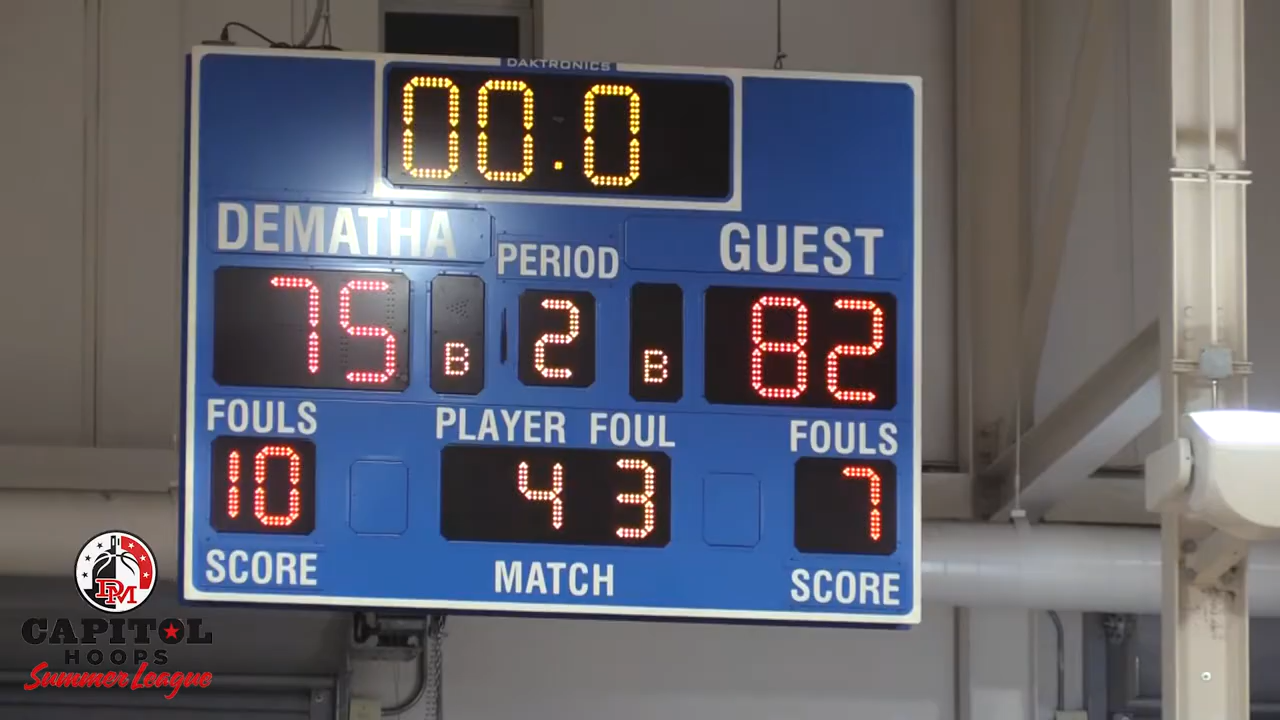 DAKTRONICS
00.0
DEMATHA
PERIOD
GUEST
75
B
2
B
82
FOULS
PLAYER FOUL
FOULS
10
4 3
7
SCORE
MATCH
SCORE
DM
CAPITOL
HOOPS
Summer League